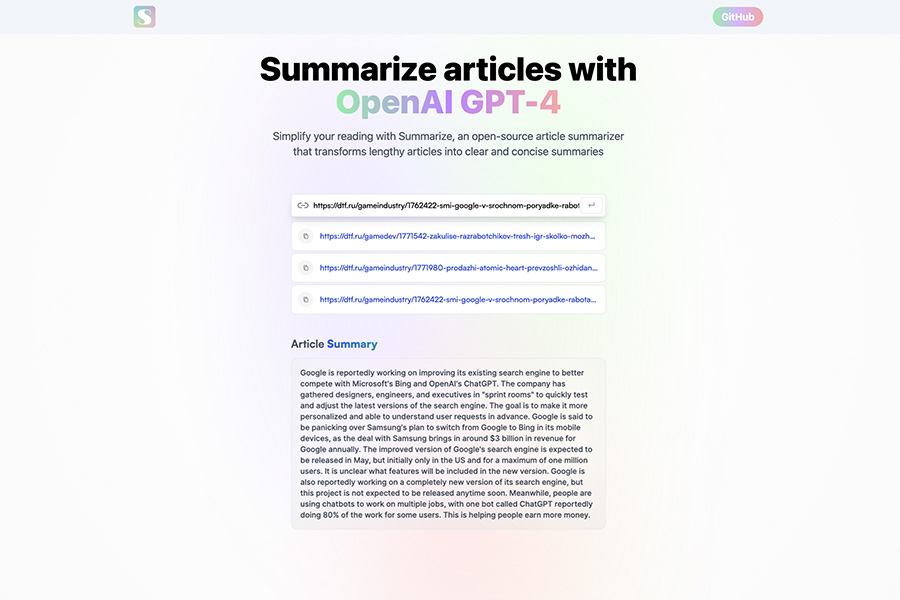 S
GitHub
Summarize articles with
OpenAI GPT-4
Simplify your reading with Summarize, an open-source article summarizer
that transforms lengthy articles into clear and concise summaries
https://dtf.ru/gameindustry/1762422-smi-google-v-srochnom-poryadke-rabot
https://dtf.ru/gamedev/1771542-zakulise-razrabotchikov-tresh-igr-skolko-mozh...
https://dtf.ru/gameindustry/1771980-prodazhi-atomic-heart-prevzoshli-ozhidan...
https://dtf.ru/gameindustry/1762422-smi-google-v-srochnom-poryadke-rabota...
Article Summary
Google is reportedly working on improving its existing search engine to better
compete with Microsoft's Bing and OpenAI's ChatGPT. The company has
gathered designers, engineers, and executives in "sprint rooms" to quickly test
and adjust the latest versions of the search engine. The goal is to make it more
personalized and able to understand user requests in advance. Google is said to
be panicking over Samsung's plan to switch from Google to Bing in its mobile
devices, as the deal with Samsung brings in around $3 billion in revenue for
Google annually. The improved version of Google's search engine is expected to
be released in May, but initially only in the US and for a maximum of one million
users. It is unclear what features will be included in the new version. Google is
also reportedly working on a completely new version of its search engine, but
this project is not expected to be released anytime soon. Meanwhile, people are
using chatbots to work on multiple jobs, with one bot called ChatGPT reportedly
doing 80% of the work for some users. This is helping people earn more money.